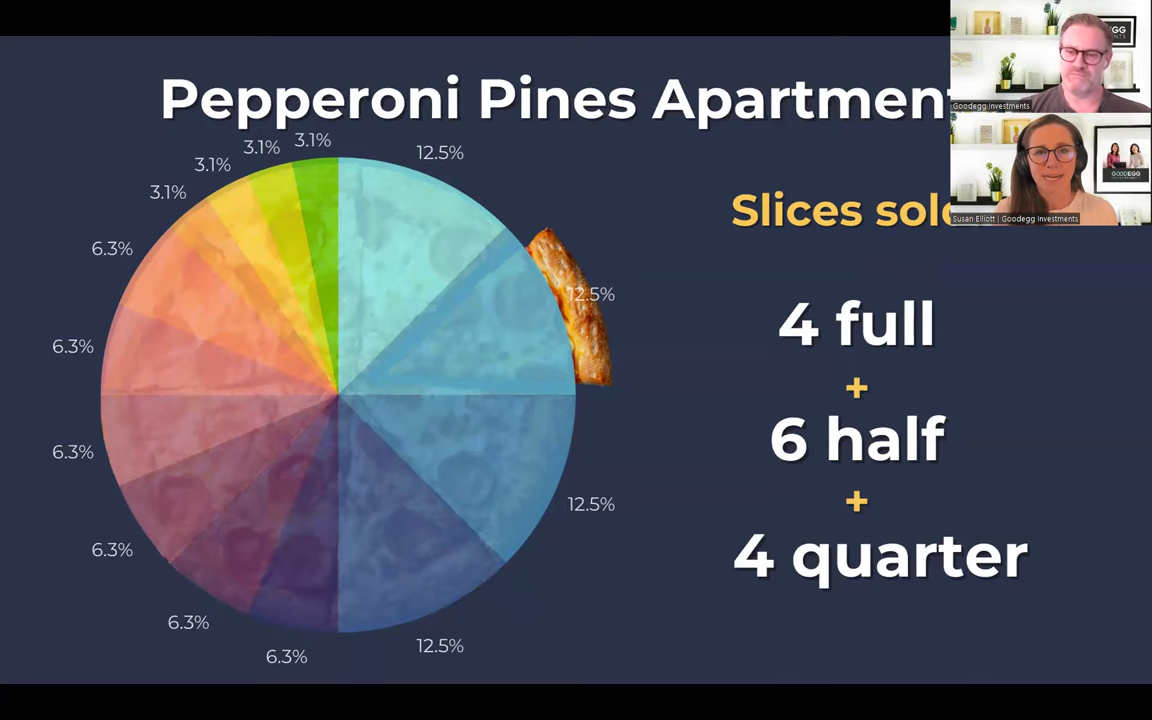 Pepperoni Pines Apartment
Slices sold
4 full
+
6 half
+
4 quarter
3.1%
3.1%
3.1%
3.1%
12.5%
12.5%
12.5%
12.5%
6.3%
6.3%
6.3%
6.3%
6.3%
6.3%
Goodegg Investments
Susan Elliott | Goodegg Investments
GOODEGG